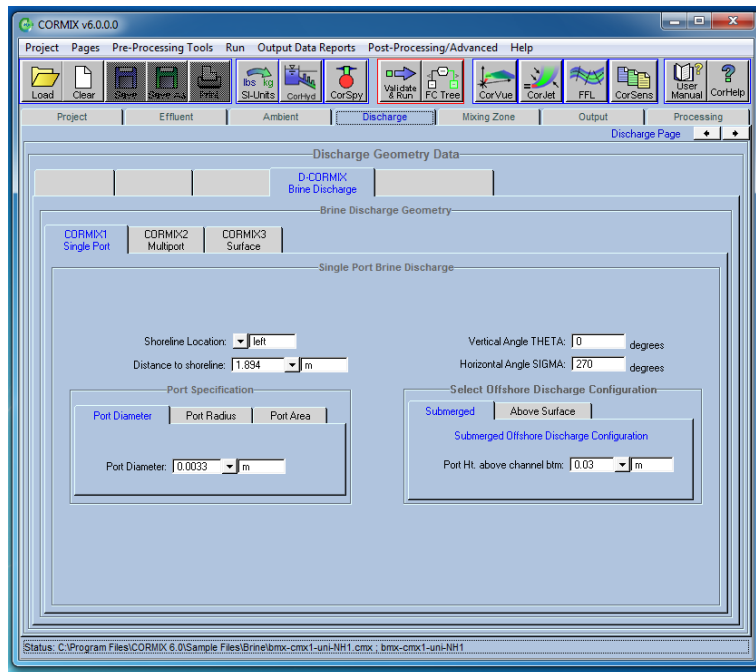 CORMIX v6.0.0.0
Project Pages Pre-Processing Tools Run Output Data Reports Post-Processing/Advanced Help
lbs kg
Load Clear Save Save As Print SI-Units CorHyd CorSpy Validate & Run FC Tree CorVue CorJet FFL CorSens User Manual CorHelp
Project Effluent Ambient Discharge Mixing Zone Output Processing
Discharge Page
Discharge Geometry Data
D-CORMIX
Brine Discharge
Brine Discharge Geometry
CORMIX1 CORMIX2 CORMIX3
Single Port Multiport Surface
Single Port Brine Discharge
Shoreline Location: left Vertical Angle THETA: 0 degrees
Distance to shoreline: 1.894 m Horizontal Angle SIGMA: 270 degrees
Port Specification Select Offshore Discharge Configuration
Port Diameter Port Radius Port Area Submerged Above Surface
Submerged Offshore Discharge Configuration
Port Diameter: 0.0033 m Port Ht. above channel btm: 0.03 m
Status: C:\Program Files\CORMIX 6.0\Sample Files\Brine\bmx-cmx1-uni-NH1.cmx ; bmx-cmx1-uni-NH1